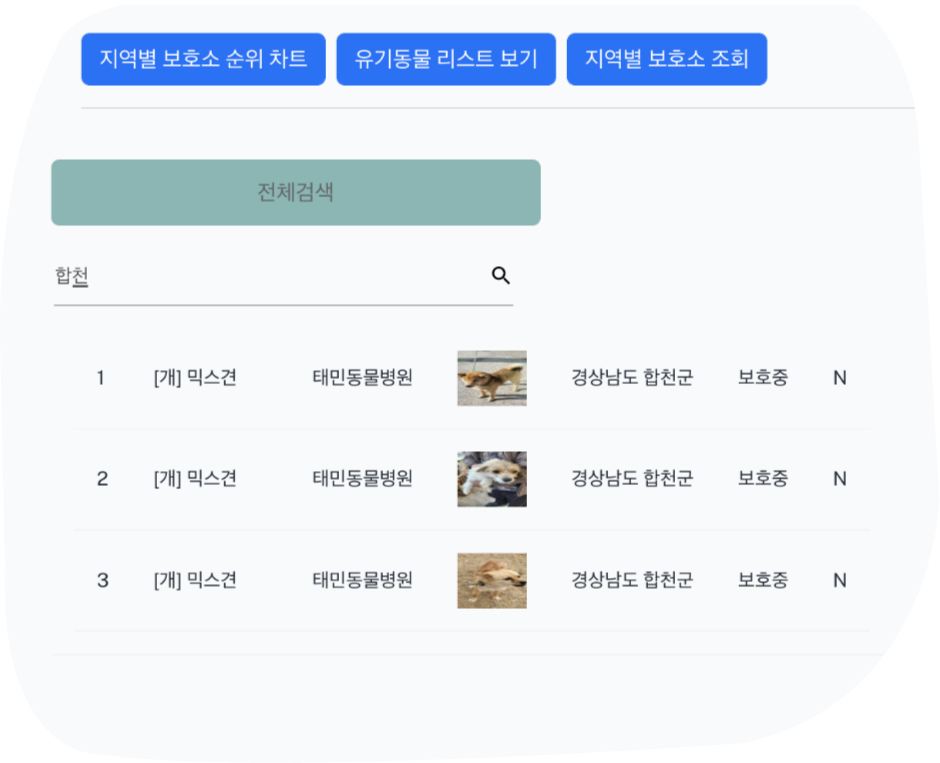 지역별 보호소 순위 차트 유기동물 리스트 보기 지역별 보호소 조회
전체검색
합천
1 [개] 믹스견 태민동물병원 경상남도 합천군 보호중 N
2 [개] 믹스견 태민동물병원 경상남도 합천군 보호중 N
3 [개] 믹스견 태민동물병원 경상남도 합천군 보호중 N